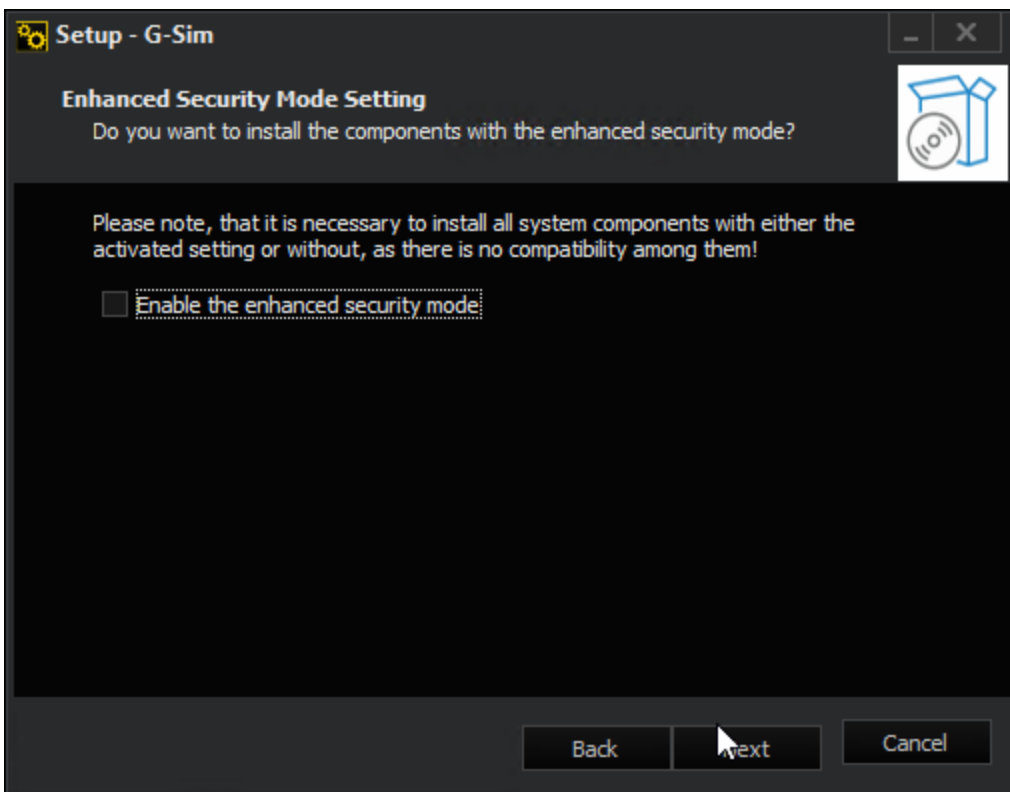 Setup - G-Sim
Enhanced Security Mode Setting
Do you want to install the components with the enhanced security mode?
Please note, that it is necessary to install all system components with either the
activated setting or without, as there is no compatibility among them!
Enable the enhanced security mode
Back Next Cancel